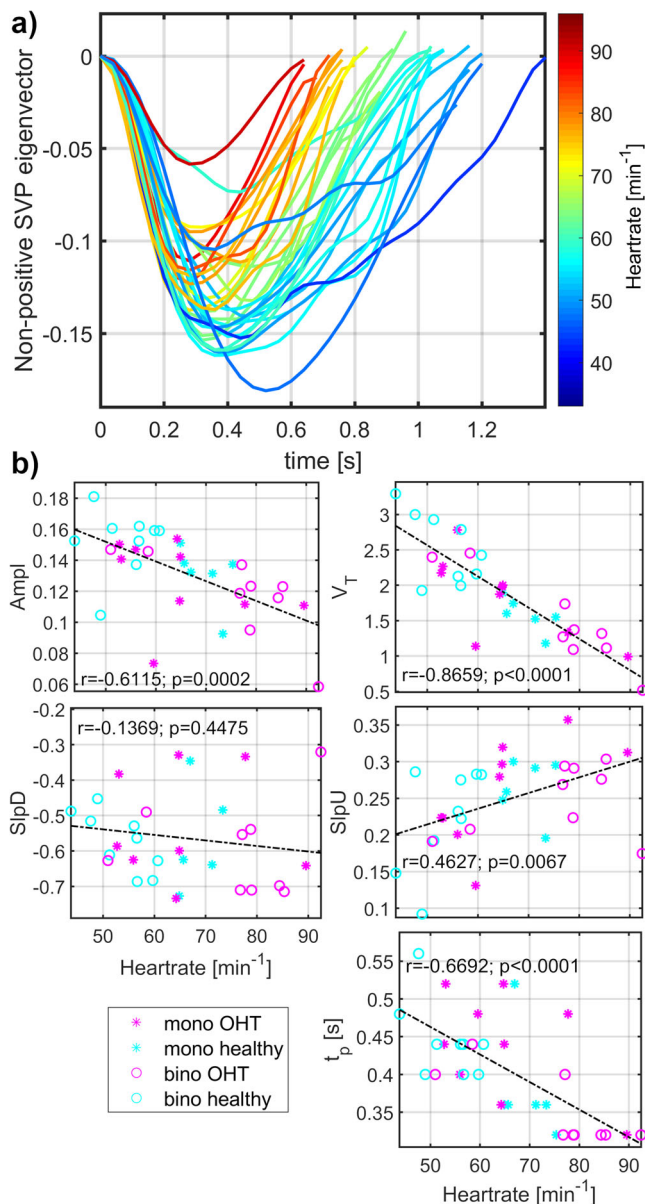 a)
0
-0.05
-0.1
-0.15
Non-positive SVP eigenvector
0 0.2 0.4 0.6 0.8 1 1.2
time [s]
90
80
70
60
50
40
Heartrate [min-1]
b)
0.18
0.16
0.14
0.12
0.1
0.08
0.06
Ampl
r=-0.6115; p=0.0002
3
2.5
2
1.5
1
0.5
VT
r=-0.8659; p<0.0001
-0.2
-0.3
-0.4
-0.5
-0.6
-0.7
SlpD
r=-0.1369; p=0.4475
50 60 70 80 90
Heartrate [min-1]
0.35
0.3
0.25
0.2
0.15
0.1
SlpU
r=0.4627; p=0.0067
0.55
0.5
0.45
0.4
0.35
tp [s]
r=-0.6692; p<0.0001
50 60 70 80 90
Heartrate [min-1]
mono OHT
mono healthy
bino OHT
bino healthy